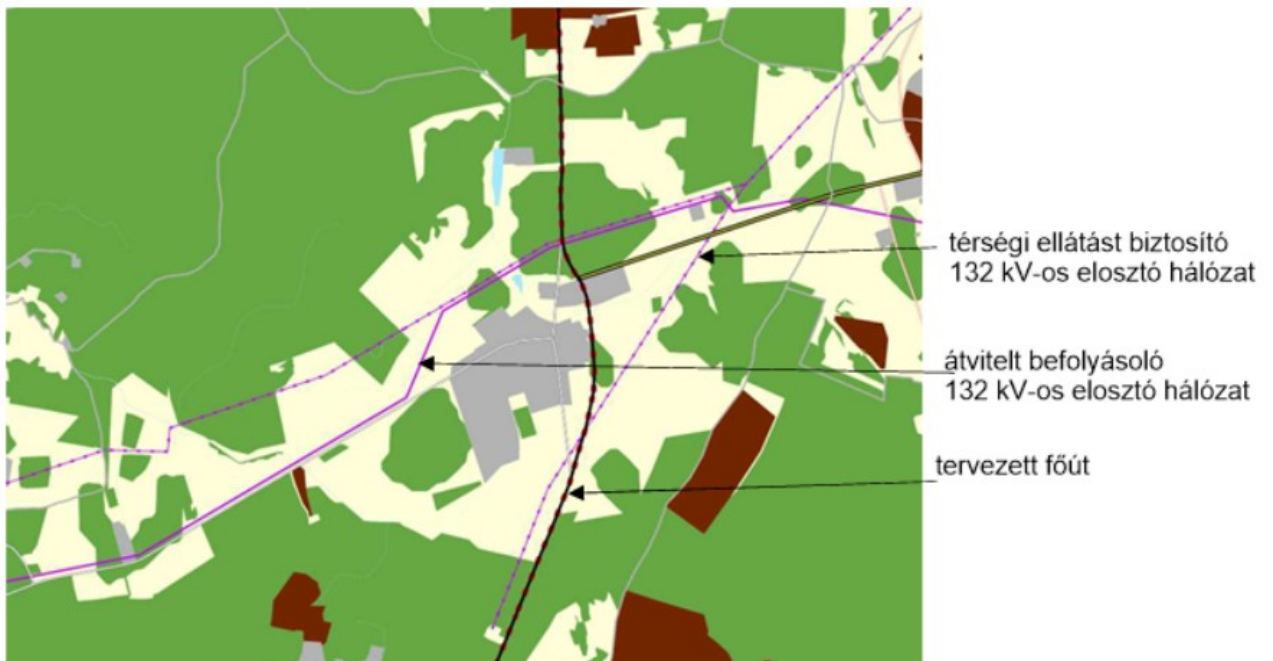 térségi ellátást biztosító
132 kV-os elosztó hálózat
átvitelt befolyásoló
132 kV-os elosztó hálózat
tervezett főút